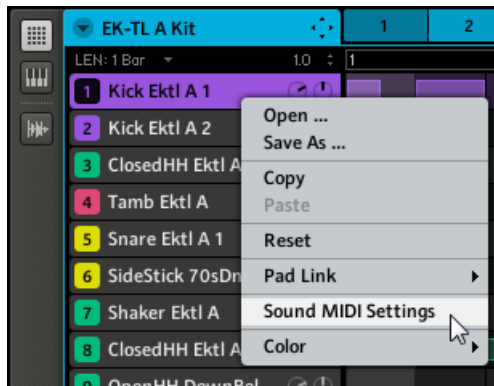 EK-TL A Kit
1 2
LEN: 1 Bar 1.0 1
1 Kick Ektl A 1
2 Kick Ektl A 2
3 ClosedHH Ektl A
4 Tamb Ektl A
5 Snare Ektl A 1
6 SideStick 70sDn
7 Shaker Ektl A
8 ClosedHH Ektl A
OpenHH
Open ...
Save As ...
Copy
Paste
Reset
Pad Link
Sound MIDI Settings
Color